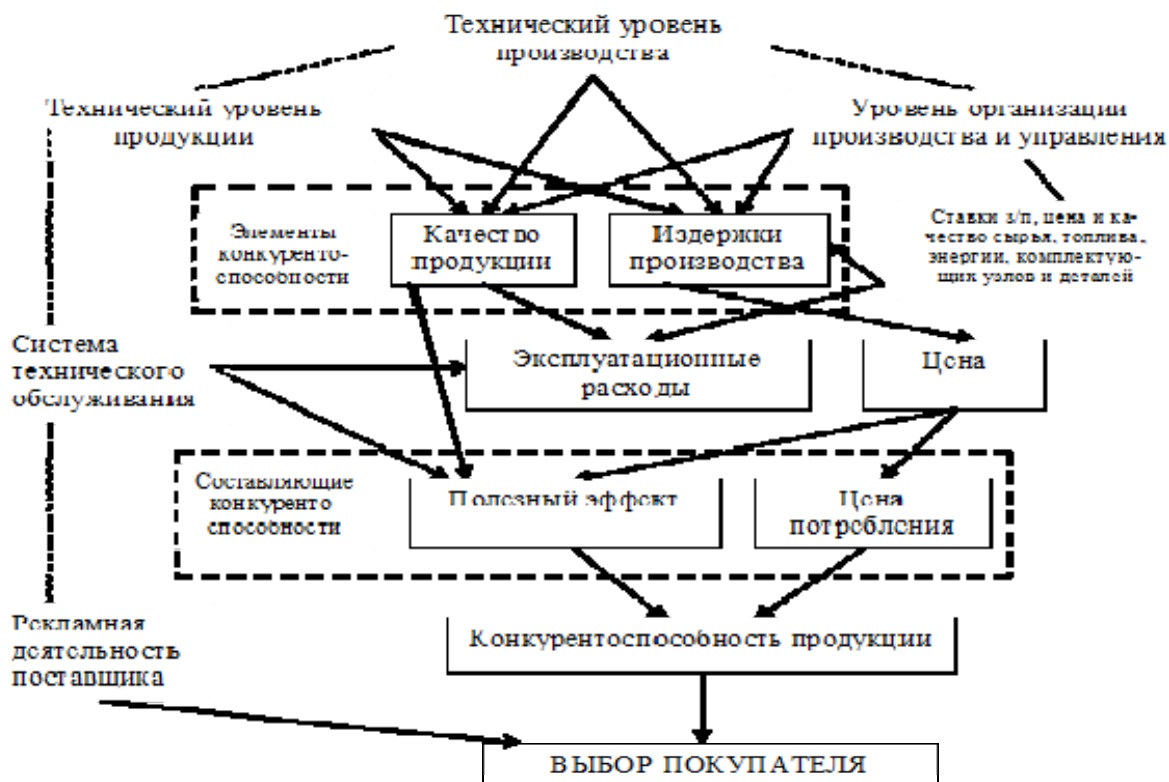 Технический уровень
производства
Технический уровень
продукции
Уровень организации
производства и управления
Элементы
конкуренто-
способности
Качество
продукции
Издержки
производства
Ставки з/п, цена и ка-
чество сырья, топлива,
энергии, комплектую-
щих узлов и деталей
Система
технического
обслуживания
Эксплуатационные
расходы
Цена
Составляющие
конкуренто
способности
Полезный эффект
Цена
потребления
Рекламная
деятельность
поставщика
Конкурентоспособность продукции
ВЫБОР ПОКУПАТЕЛЯ